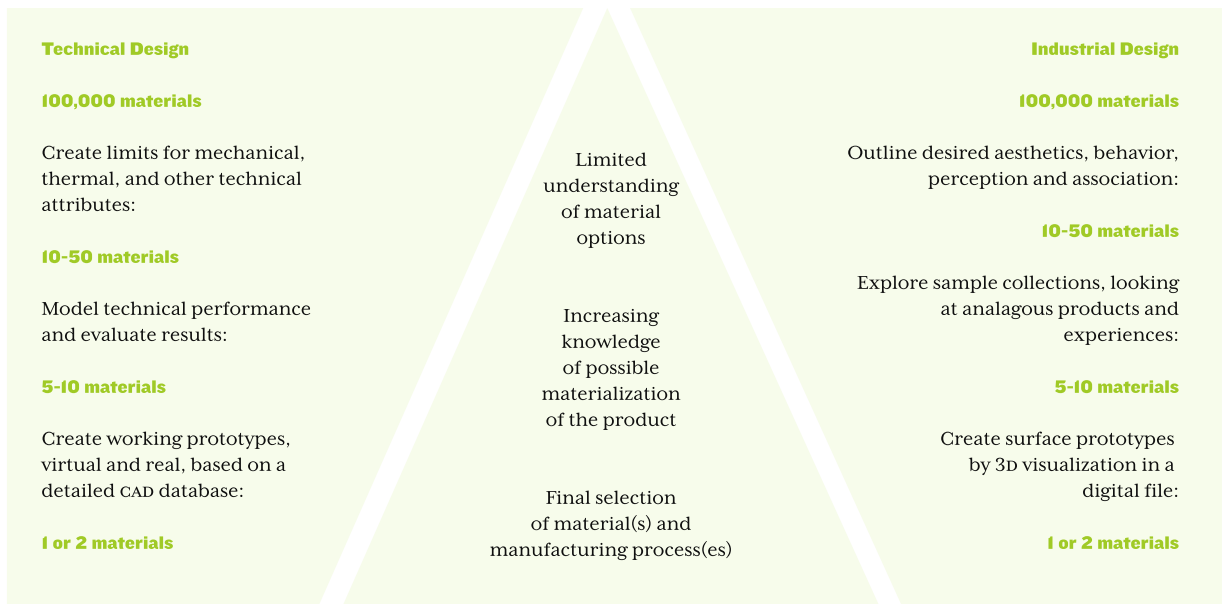 Technical Design
100,000 materials
Create limits for mechanical,
thermal, and other technical
attributes:
10-50 materials
Model technical performance
and evaluate results:
5-10 materials
Create working prototypes,
virtual and real, based on a
detailed CAD database:
1 or 2 materials
Limited
understanding
of material
options
Increasing
knowledge
of possible
materialization
of the product
Final selection
of material(s) and
manufacturing process(es)
Industrial Design
100,000 materials
Outline desired aesthetics, behavior,
perception and association:
10-50 materials
Explore sample collections, looking
at analagous products and
experiences:
5-10 materials
Create surface prototypes
by 3D visualization in a
digital file:
1 or 2 materials